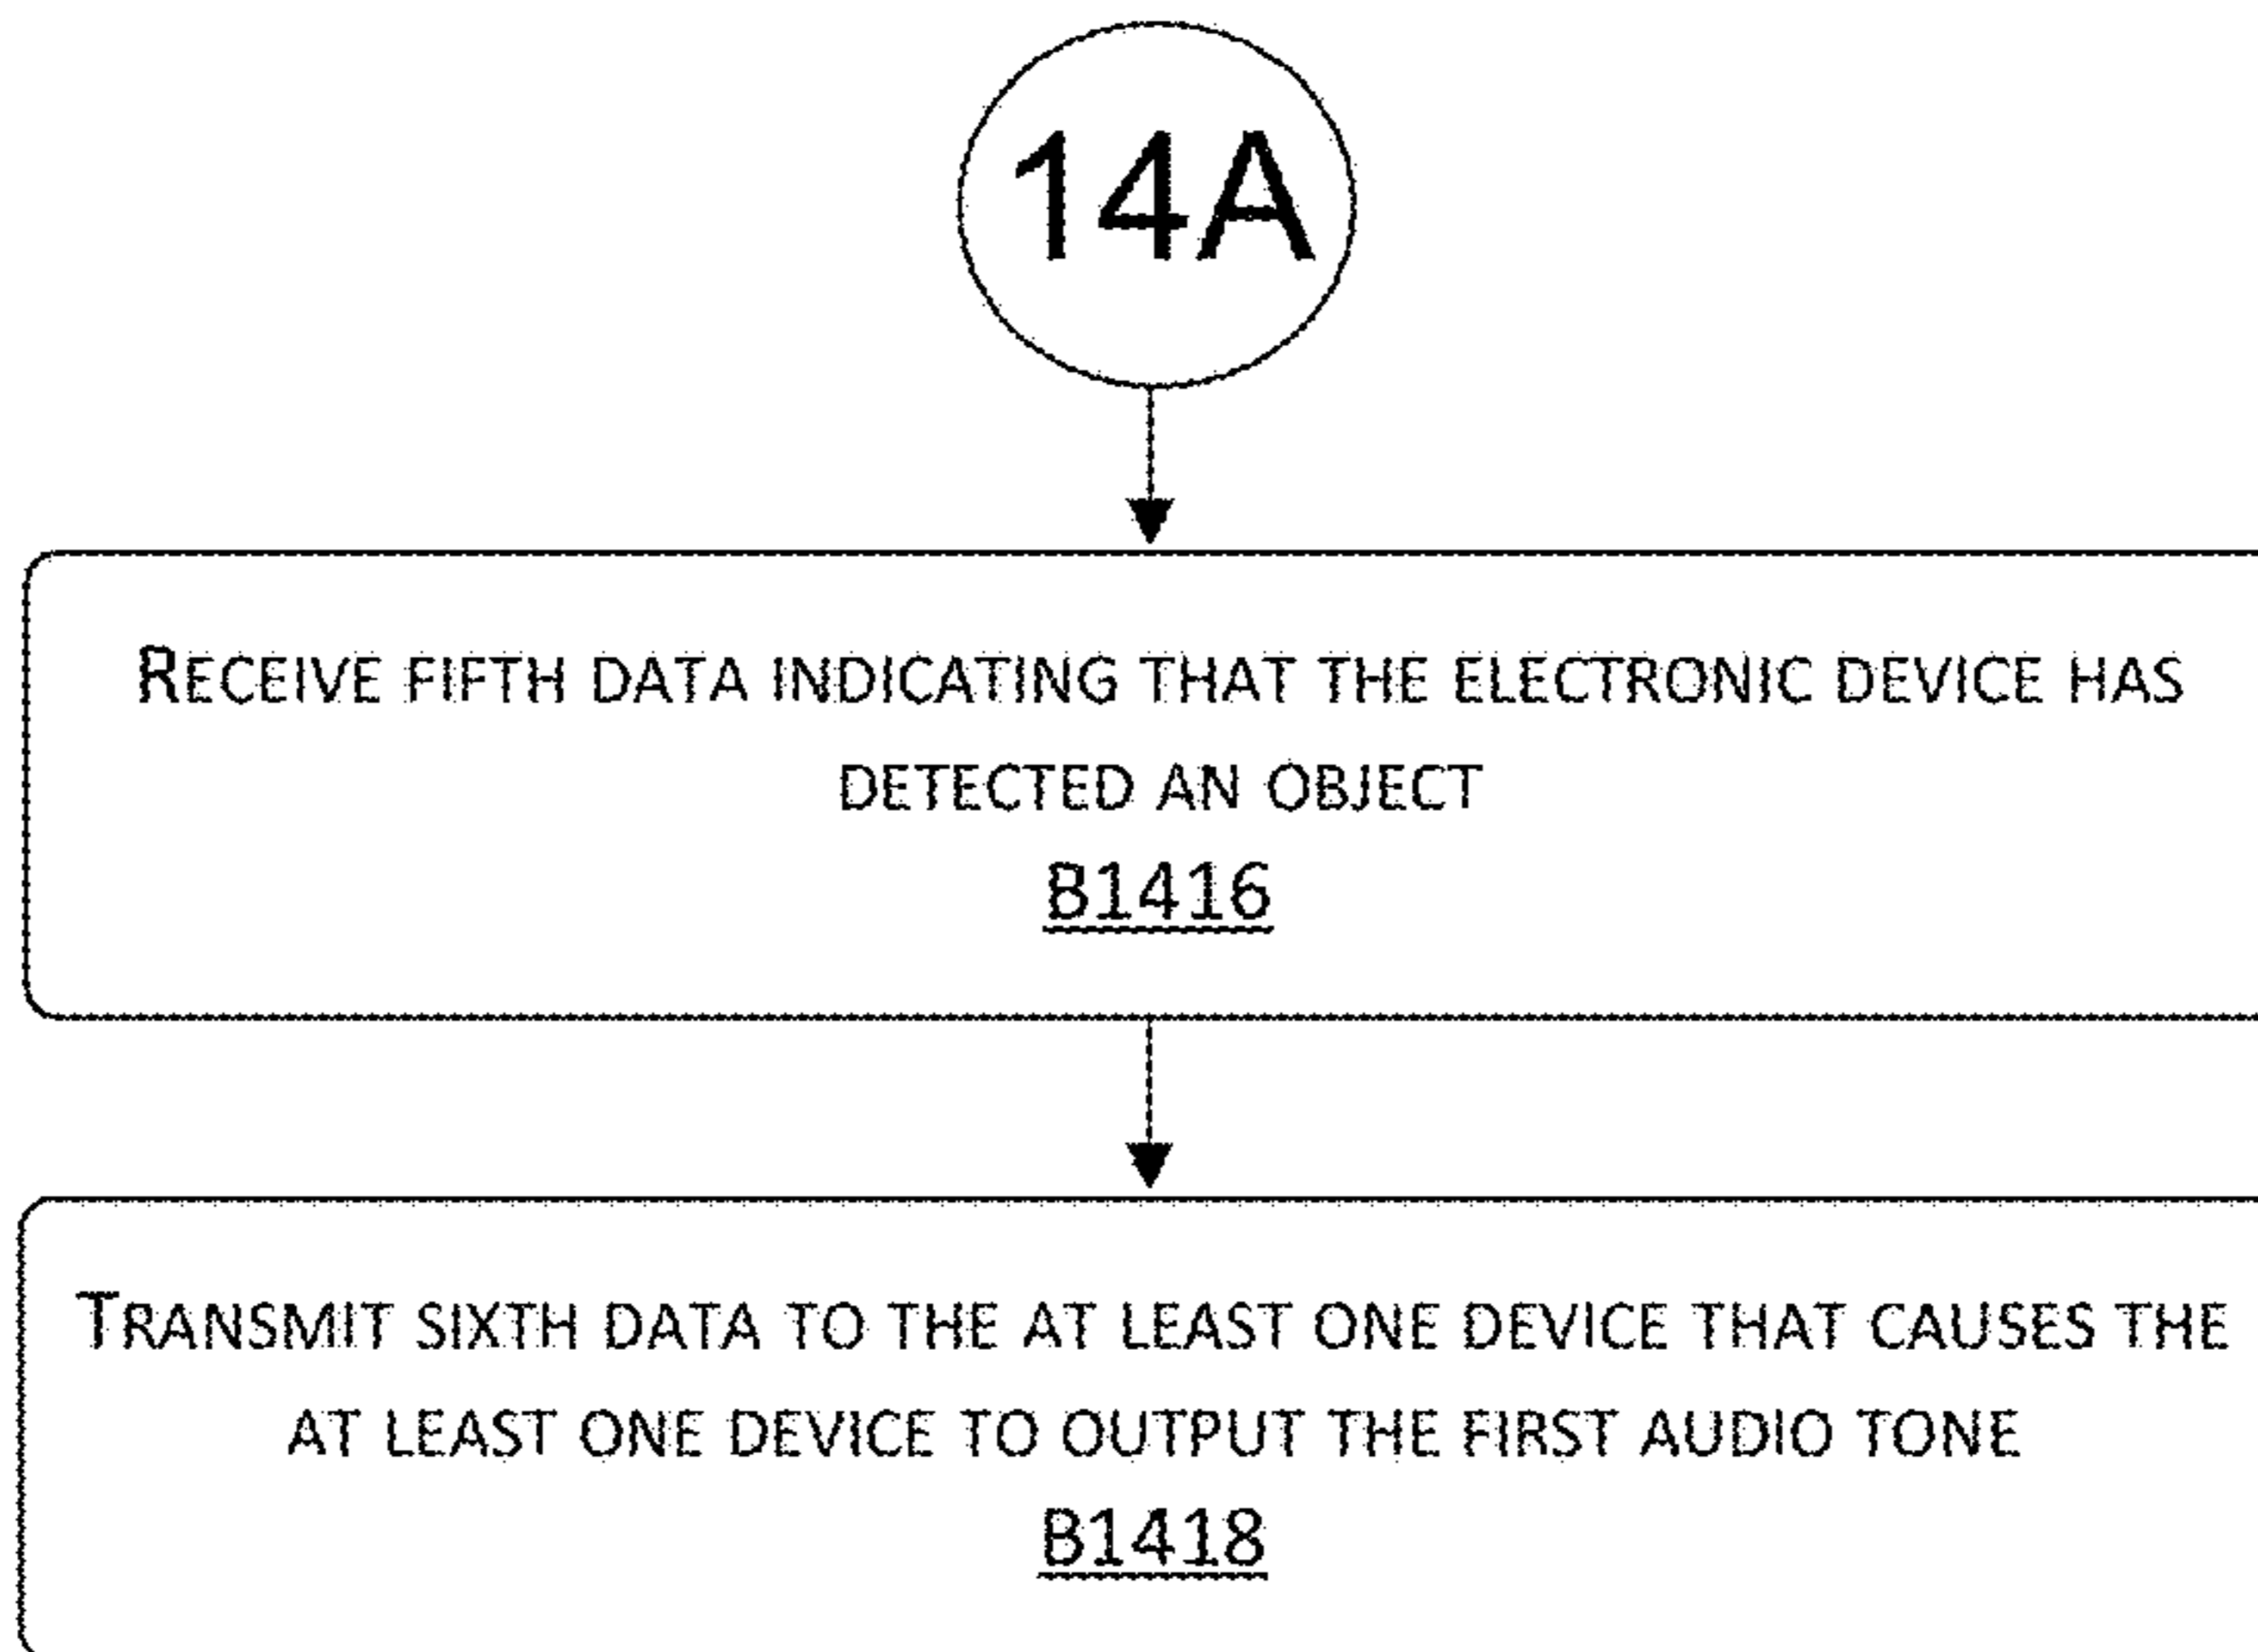 14A
RECEIVE FIFTH DATA INDICATING THAT THE ELECTRONIC DEVICE HAS
DETECTED AN OBJECT
B1416
TRANSMIT SIXTH DATA TO THE AT LEAST ONE DEVICE THAT CAUSES THE
AT LEAST ONE DEVICE TO OUTPUT THE FIRST AUDIO TONE
B1418